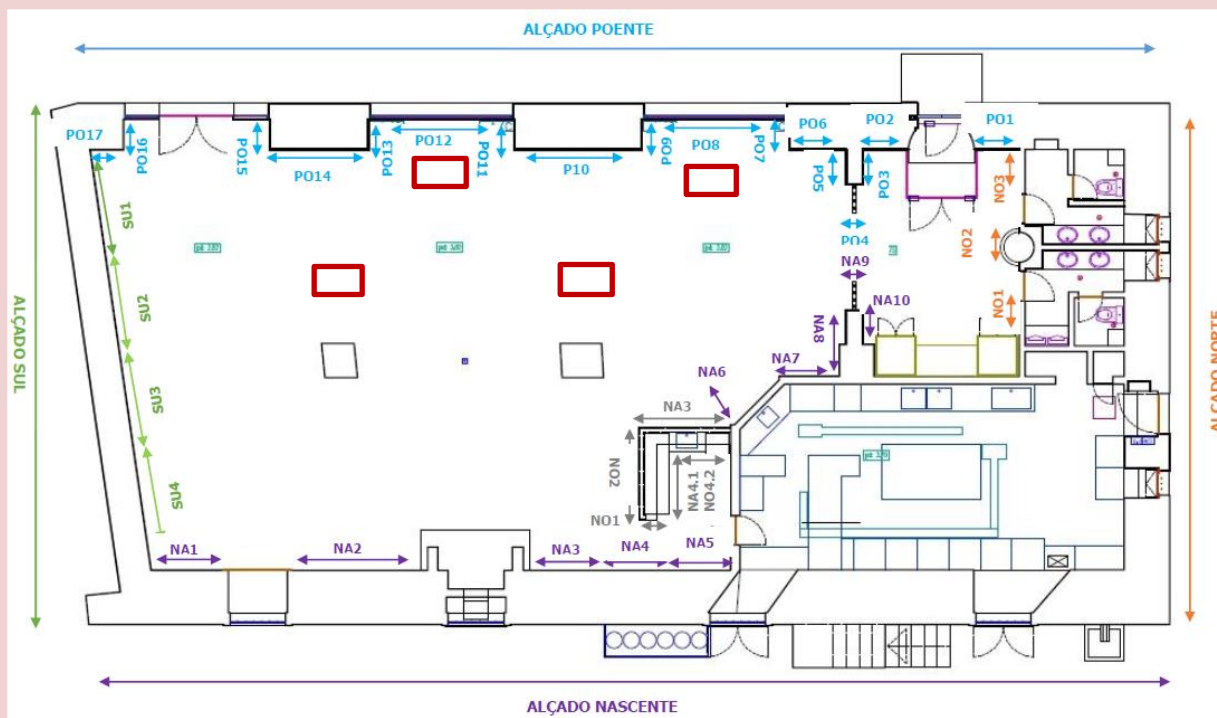 ALÇADO POENTE
PO17
PO16
PO15
PO14
PO13
PO12
PO11
P10
PO9
PO8
PO7
PO6
PO5
PO2
PO3
PO1
NO3
SU1
PO4
NO2
NA9
SU2
NA10
NO1
NA8
ALÇADO SUL
ALÇADO NORTE
NA7
SU3
NA6
NA3
NO2
NA4.1
NO4.2
SU4
NO1
NA1
NA2
NA3
NA4
NA5
ALÇADO NASCENTE